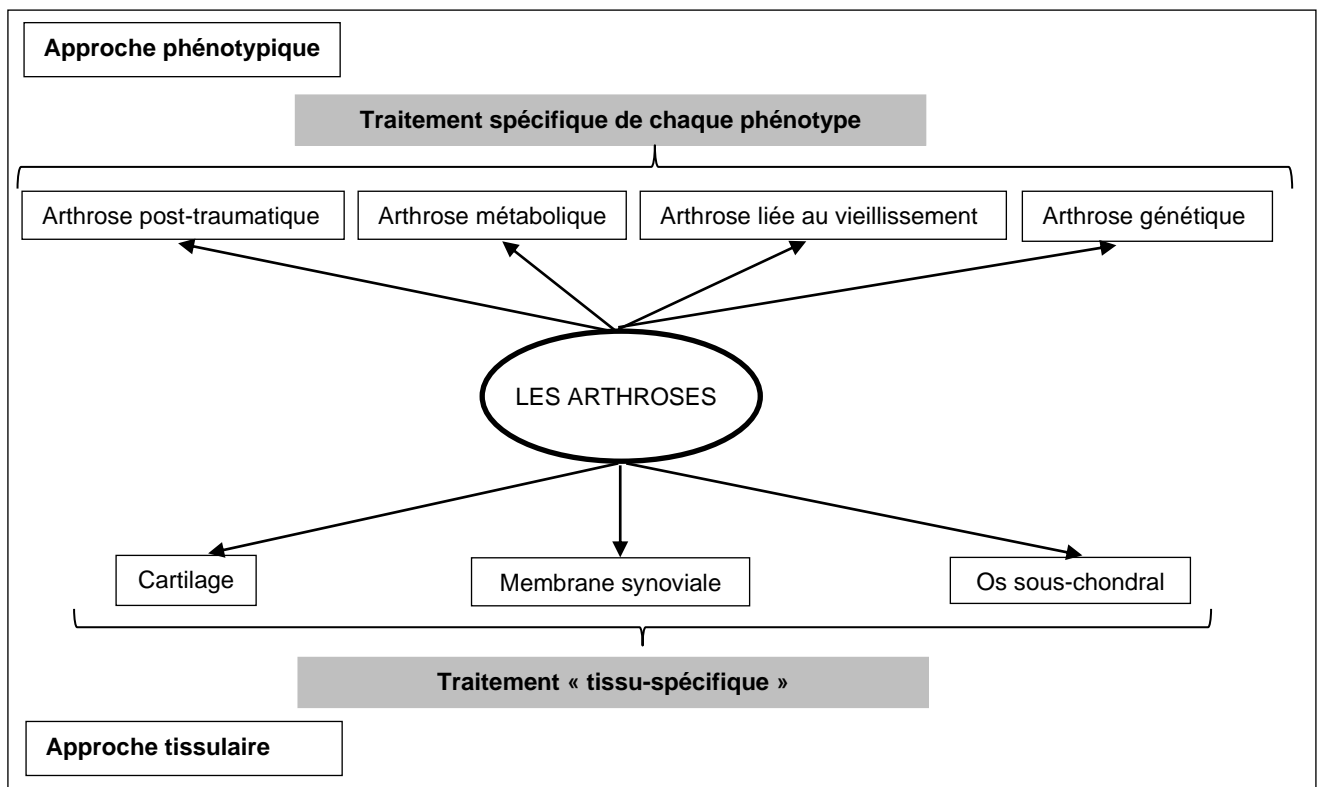 Approche phénotypique
Traitement spécifique de chaque phénotype
Arthrose post-traumatique
Arthrose métabolique
Arthrose liée au vieillissement
Arthrose génétique
LES ARTHROSES
Cartilage
Membrane synoviale
Os sous-chondral
Traitement « tissu-spécifique »
Approche tissulaire